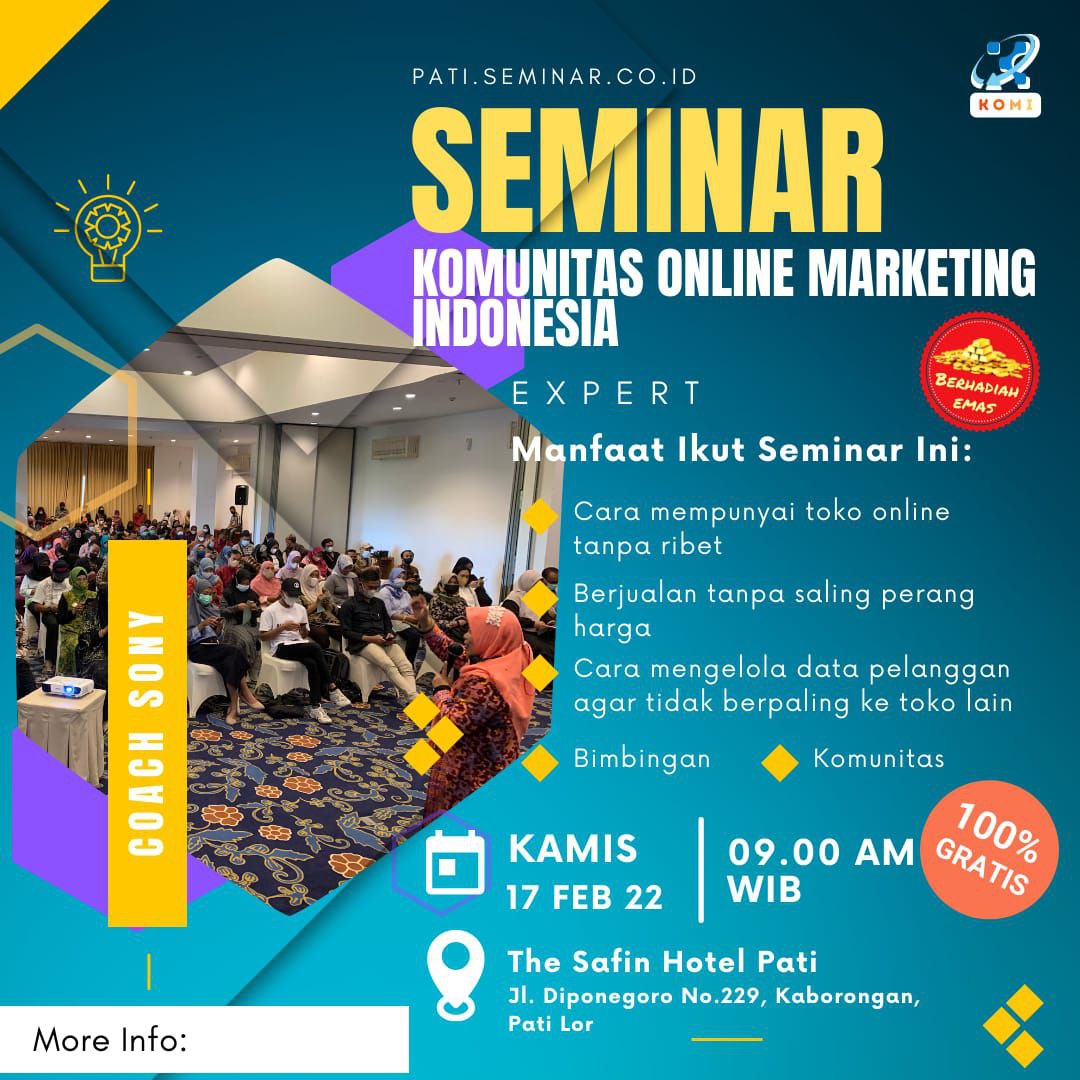 PATI.SEMINAR.CO.ID
KOMI
SEMINAR
KOMUNITAS ONLINE MARKETING
INDONESIA
EXPERT
BERHADIAH
EMAS
Manfaat Ikut Seminar Ini:
Cara mempunyai toko online
tanpa ribet
Berjualan tanpa saling perang
harga
Cara mengelola data pelanggan
agar tidak berpaling ke toko lain
Bimbingan
Komunitas
COACH SONY
KAMIS
17 FEB 22
09.00 AM
WIB
100%
GRATIS
The Safin Hotel Pati
Jl. Diponegoro No.229, Kaborongan,
Pati Lor
More Info: